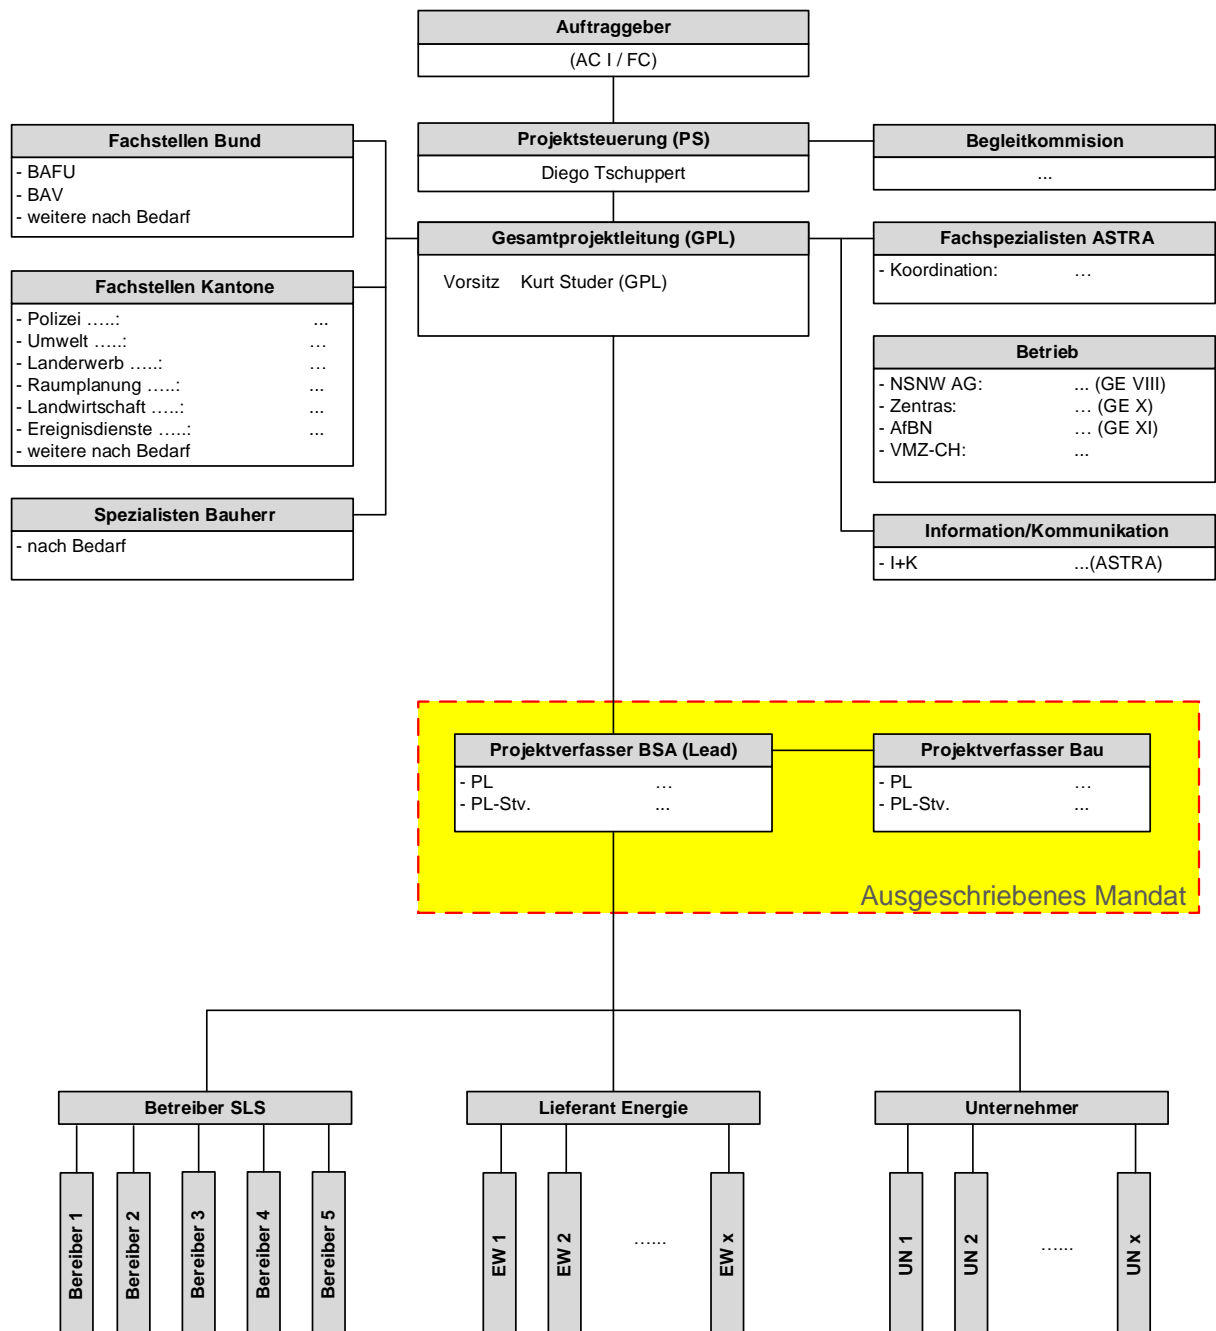 Auftraggeber
(AC I / FC)
Fachstellen Bund
- BAFU
- BAV
- weitere nach Bedarf
Projektsteuerung (PS)
Diego Tschuppert
Begleitkommision
...
Gesamtprojektleitung (GPL)
Vorsitz Kurt Studer (GPL)
Fachspezialisten ASTRA
- Koordination: …
Fachstellen Kantone
- Polizei …..: ...
- Umwelt …..: …
- Landerwerb …..: …
- Raumplanung …..: ...
- Landwirtschaft …..: ...
- Ereignisdienste …..: ...
- weitere nach Bedarf
Betrieb
- NSNW AG: ... (GE VIII)
- Zentras: … (GE X)
- AfBN … (GE XI)
- VMZ-CH: ...
Spezialisten Bauherr
- nach Bedarf
Information/Kommunikation
- I+K ...(ASTRA)
Projektverfasser BSA (Lead)
- PL …
- PL-Stv. ...
Projektverfasser Bau
- PL …
- PL-Stv. ...
Ausgeschriebenes Mandat
Betreiber SLS
Lieferant Energie
Unternehmer
Bereiber 1
Bereiber 2
Bereiber 3
Bereiber 4
Bereiber 5
EW 1
EW 2
…...
EW x
UN 1
UN 2
…...
UN x